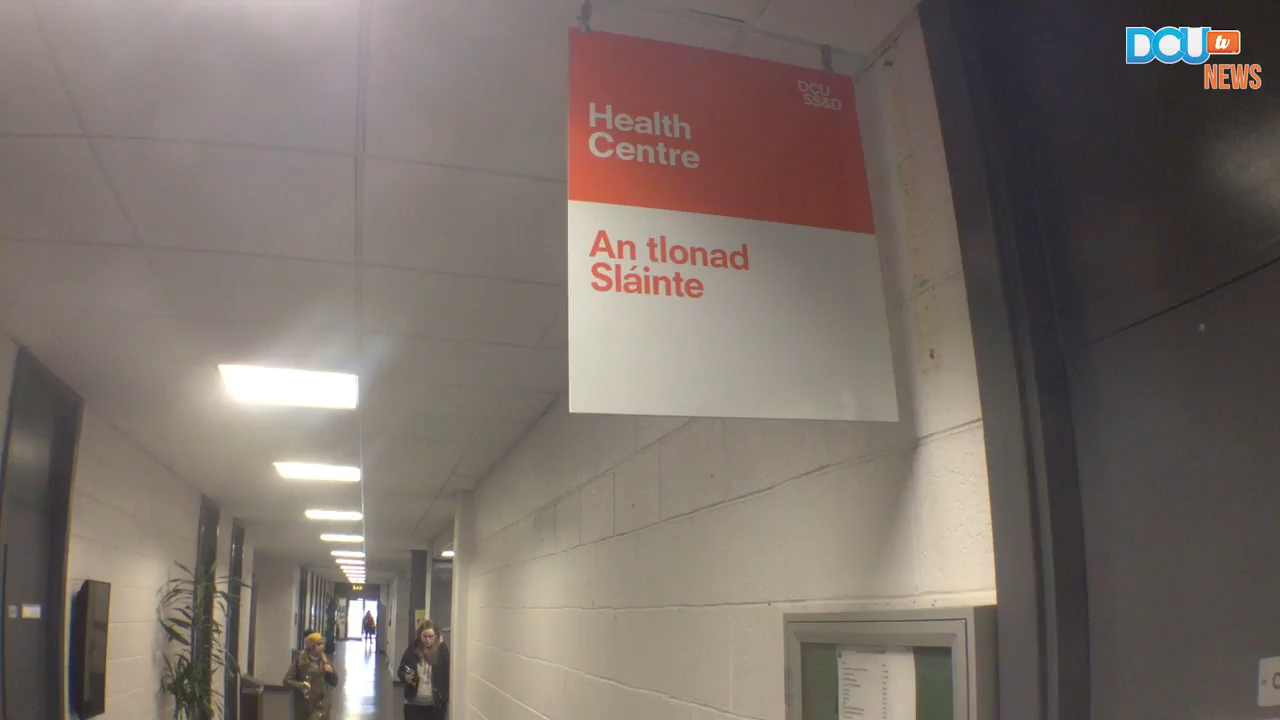 DCU tv
NEWS
DCU
SS&D
Health
Centre
An tIonad
Sláinte